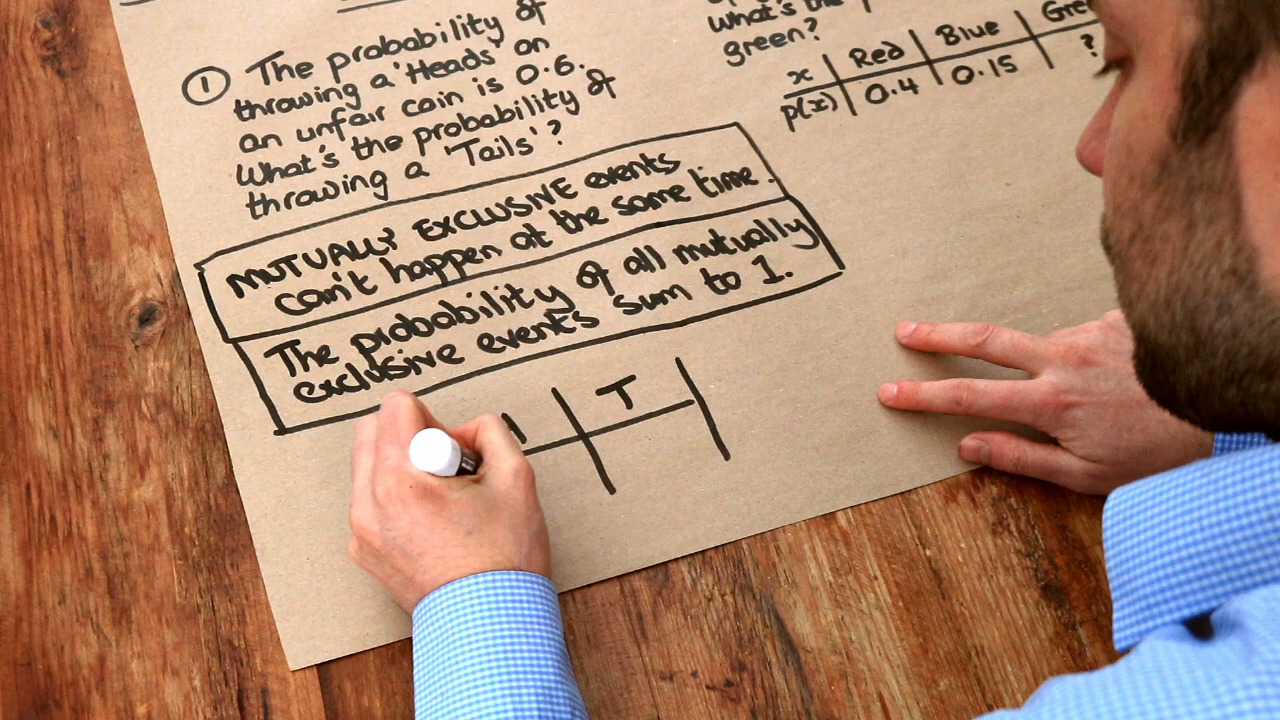 ① The probability of
throwing a 'Heads' on
an unfair coin is 0.6.
What's the probability of
throwing a 'Tails'?
MUTUALLY EXCLUSIVE events
can't happen at the same time.
The probability of all mutually
exclusive events sum to 1.
T
What's the
green?
x Red Blue Gre
p(x) 0.4 0.15 ?